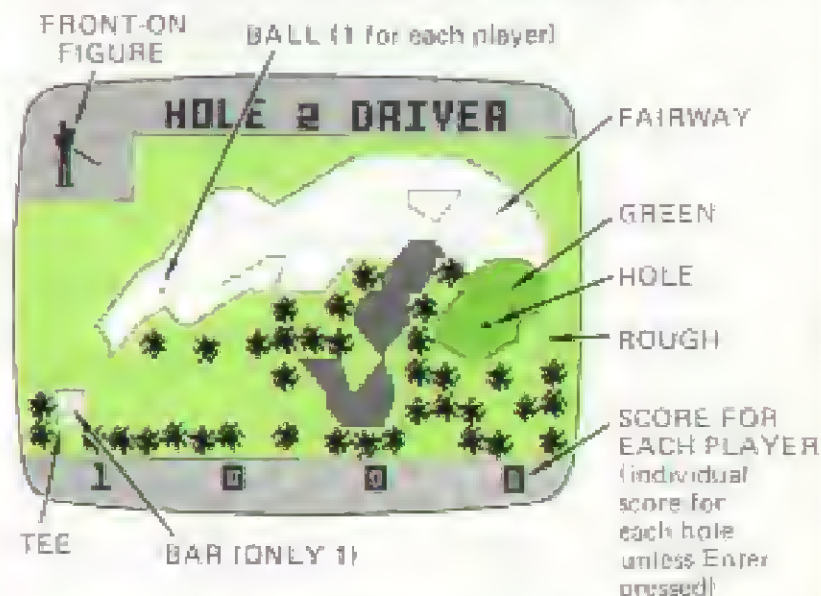 FRONT-ON
FIGURE
BALL (1 for each player)
HOLE 2 DRIVER
FAIRWAY
GREEN
HOLE
ROUGH
SCORE FOR
EACH PLAYER
(individual
score for
each hole
unless Enter
pressed)
1 0 0 0
TEE
BAR (ONLY 1)